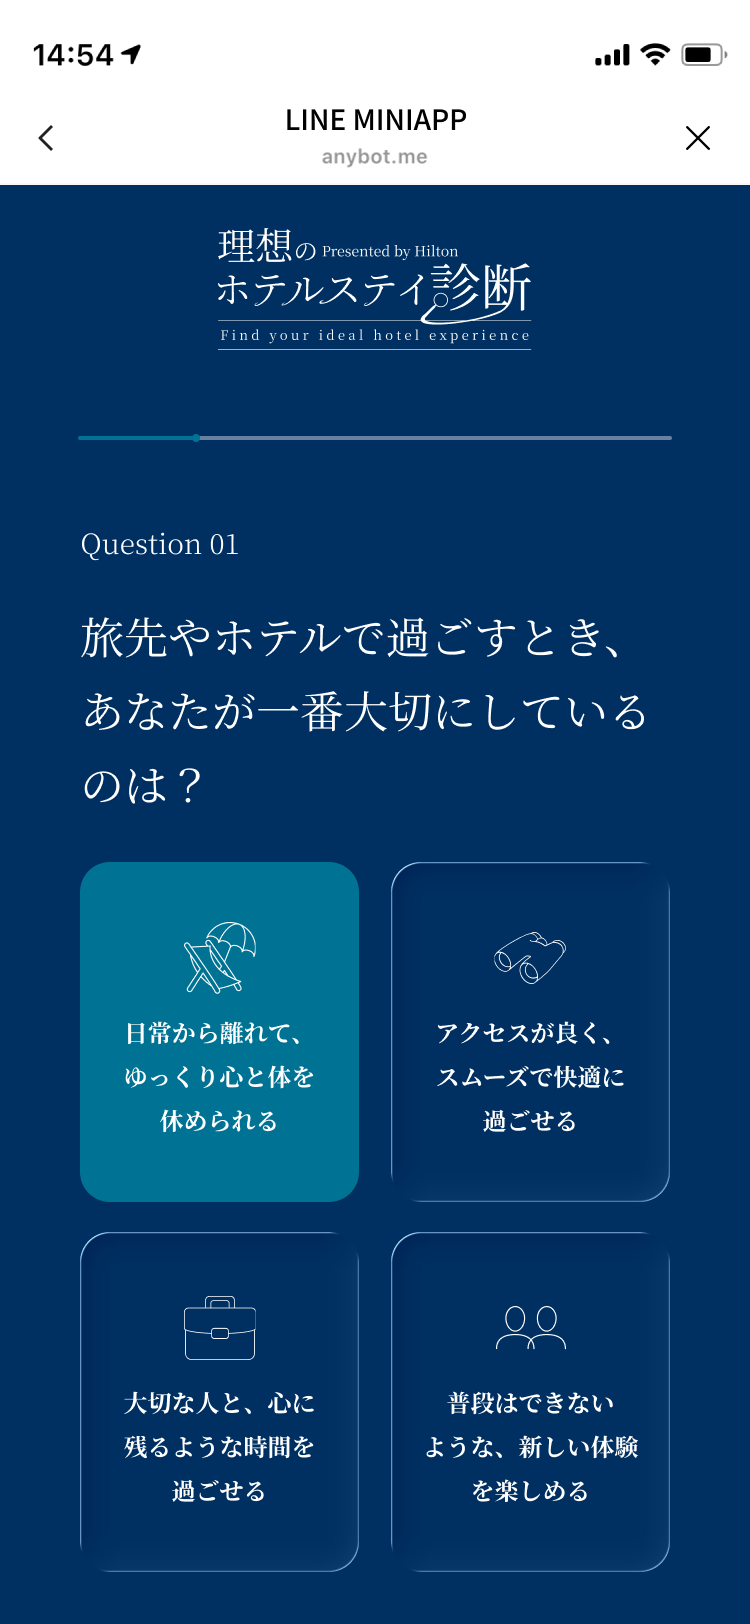 14:54
LINE MINIAPP
anybot.me
理想の Presented by Hilton
ホテルステイ診断
Find your ideal hotel experience
Question 01
旅先やホテルで過ごすとき、
あなたが一番大切にしている
のは？
日常から離れて、
ゆっくり心と体を
休められる
アクセスが良く、
スムーズで快適に
過ごせる
大切な人と、心に
残るような時間を
過ごせる
普段はできない
ような、新しい体験
を楽しめる